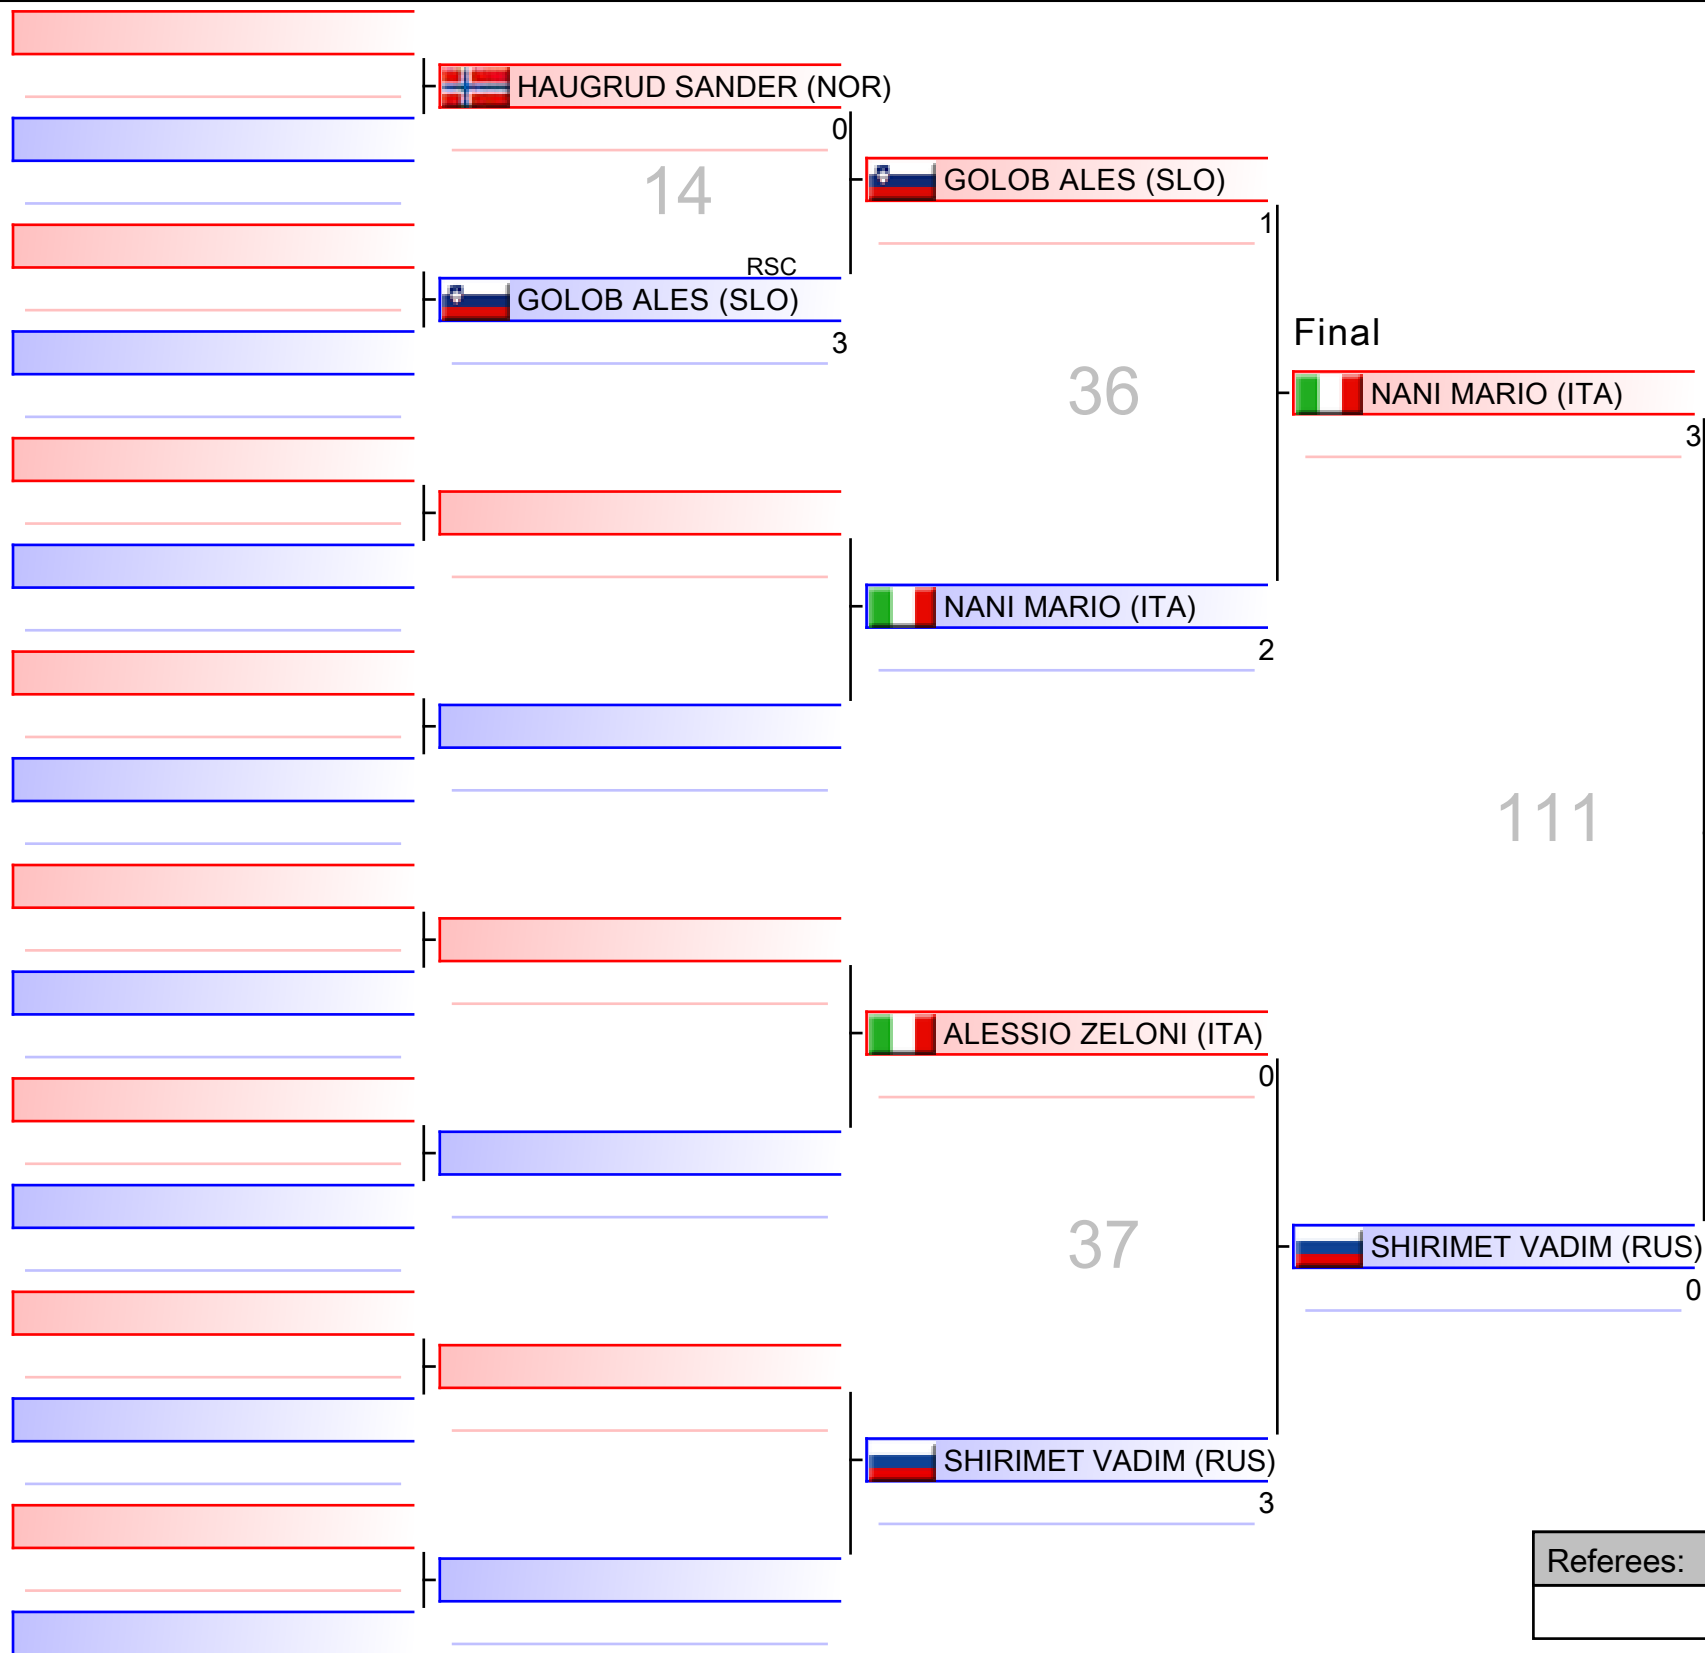 HAUGRUD SANDER (NOR)
0
14
RSC
GOLOB ALES (SLO)
3
GOLOB ALES (SLO)
1
36
NANI MARIO (ITA)
2
ALESSIO ZELONI (ITA)
0
37
SHIRIMET VADIM (RUS)
3
Final
NANI MARIO (ITA)
3
111
SHIRIMET VADIM (RUS)
0
Referees: